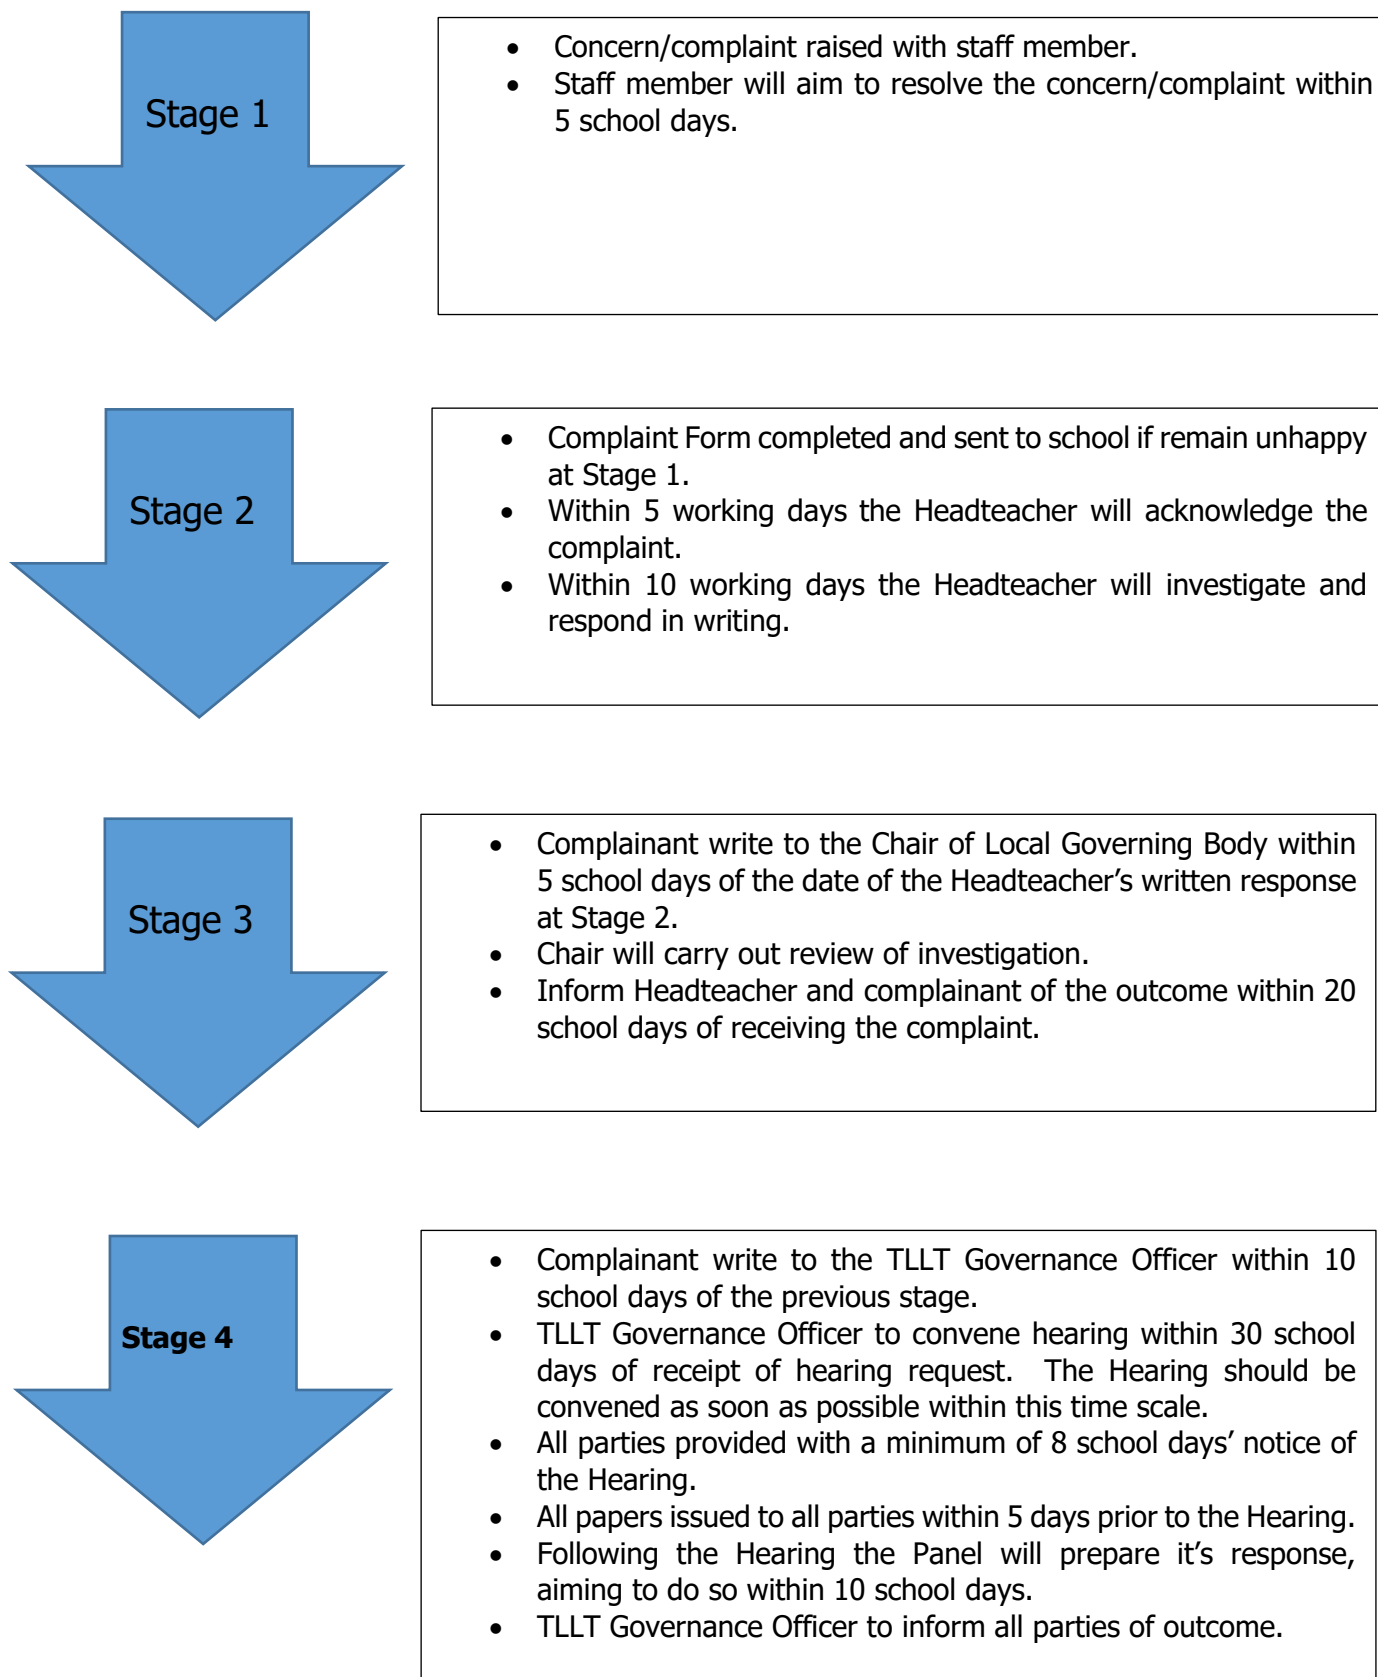 Stage 1
• Concern/complaint raised with staff member.
• Staff member will aim to resolve the concern/complaint within
5 school days.
Stage 2
• Complaint Form completed and sent to school if remain unhappy
at Stage 1.
• Within 5 working days the Headteacher will acknowledge the
complaint.
• Within 10 working days the Headteacher will investigate and
respond in writing.
Stage 3
• Complainant write to the Chair of Local Governing Body within
5 school days of the date of the Headteacher’s written response
at Stage 2.
• Chair will carry out review of investigation.
• Inform Headteacher and complainant of the outcome within 20
school days of receiving the complaint.
Stage 4
• Complainant write to the TLLT Governance Officer within 10
school days of the previous stage.
• TLLT Governance Officer to convene hearing within 30 school
days of receipt of hearing request. The Hearing should be
convened as soon as possible within this time scale.
• All parties provided with a minimum of 8 school days’ notice of
the Hearing.
• All papers issued to all parties within 5 days prior to the Hearing.
• Following the Hearing the Panel will prepare it’s response,
aiming to do so within 10 school days.
• TLLT Governance Officer to inform all parties of outcome.